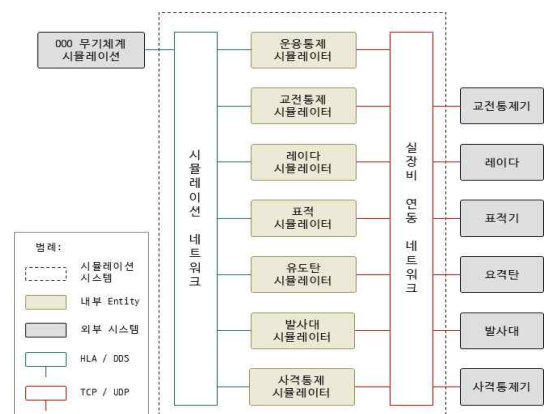 000 무기체계
시뮬레이션
시뮬레이션 네트워크
운용통제
시뮬레이터
교전통제
시뮬레이터
레이다
시뮬레이터
표적
시뮬레이터
유도탄
시뮬레이터
발사대
시뮬레이터
사격통제
시뮬레이터
실장비 연동 네트워크
교전통제기
레이다
표적기
요격탄
발사대
사격통제기
범례:
시뮬레이션
시스템
내부 Entity
외부 시스템
HLA / DDS
TCP / UDP